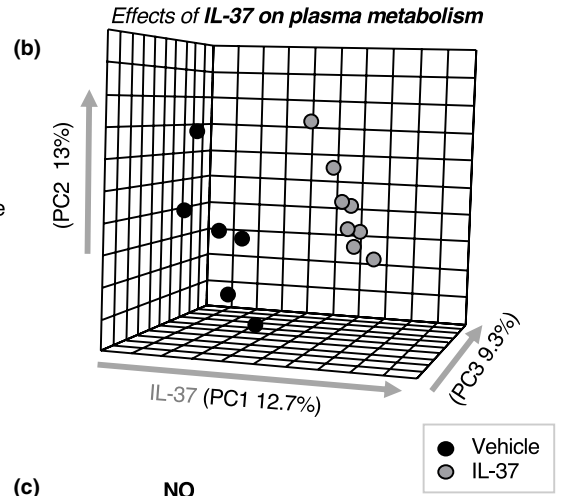 Effects of IL-37 on plasma metabolism
(b)
(PC2 13%)
e
IL-37 (PC1 12.7%)
(PC3 9.3%)
Vehicle
IL-37
(c)
NO